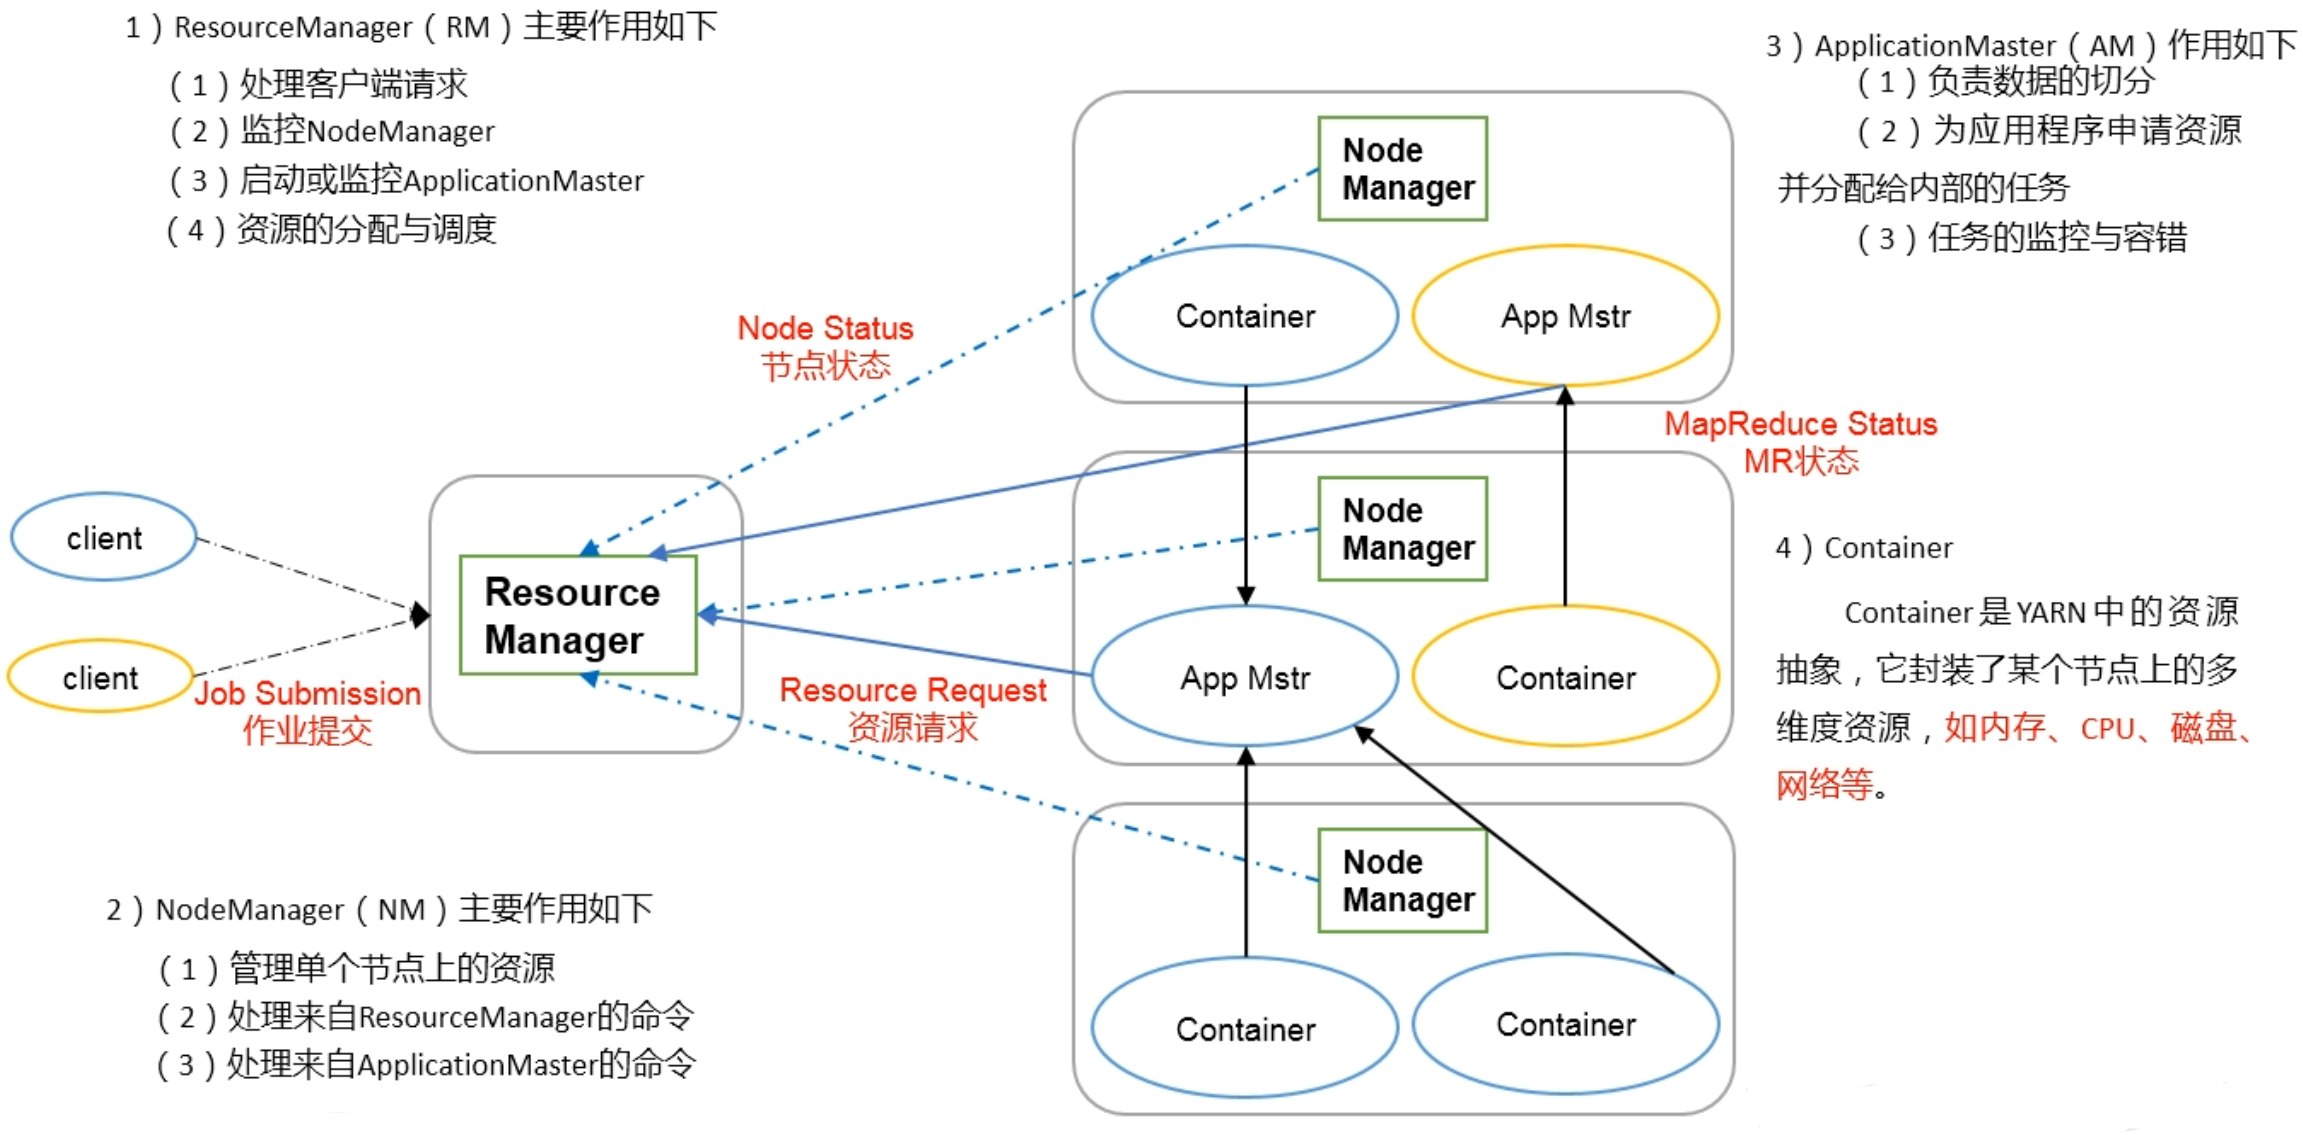 1）ResourceManager（RM）主要作用如下
（1）处理客户端请求
（2）监控NodeManager
（3）启动或监控ApplicationMaster
（4）资源的分配与调度
3）ApplicationMaster（AM）作用如下
（1）负责数据的切分
（2）为应用程序申请资源
并分配给内部的任务
（3）任务的监控与容错
Node
Manager
Container
App Mstr
Node Status
节点状态
MapReduce Status
MR状态
client
client
Job Submission
作业提交
Resource
Manager
Resource Request
资源请求
Node
Manager
App Mstr
Container
4）Container
Container是YARN中的资源
抽象，它封装了某个节点上的多
维度资源，如内存、CPU、磁盘、
网络等。
2）NodeManager（NM）主要作用如下
（1）管理单个节点上的资源
（2）处理来自ResourceManager的命令
（3）处理来自ApplicationMaster的命令
Node
Manager
Container
Container